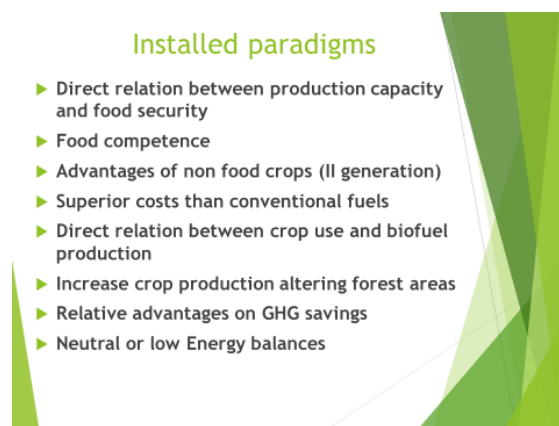 Installed paradigms
Direct relation between production capacity
and food security
Food competence
Advantages of non food crops (II generation)
Superior costs than conventional fuels
Direct relation between crop use and biofuel
production
Increase crop production altering forest areas
Relative advantages on GHG savings
Neutral or low Energy balances